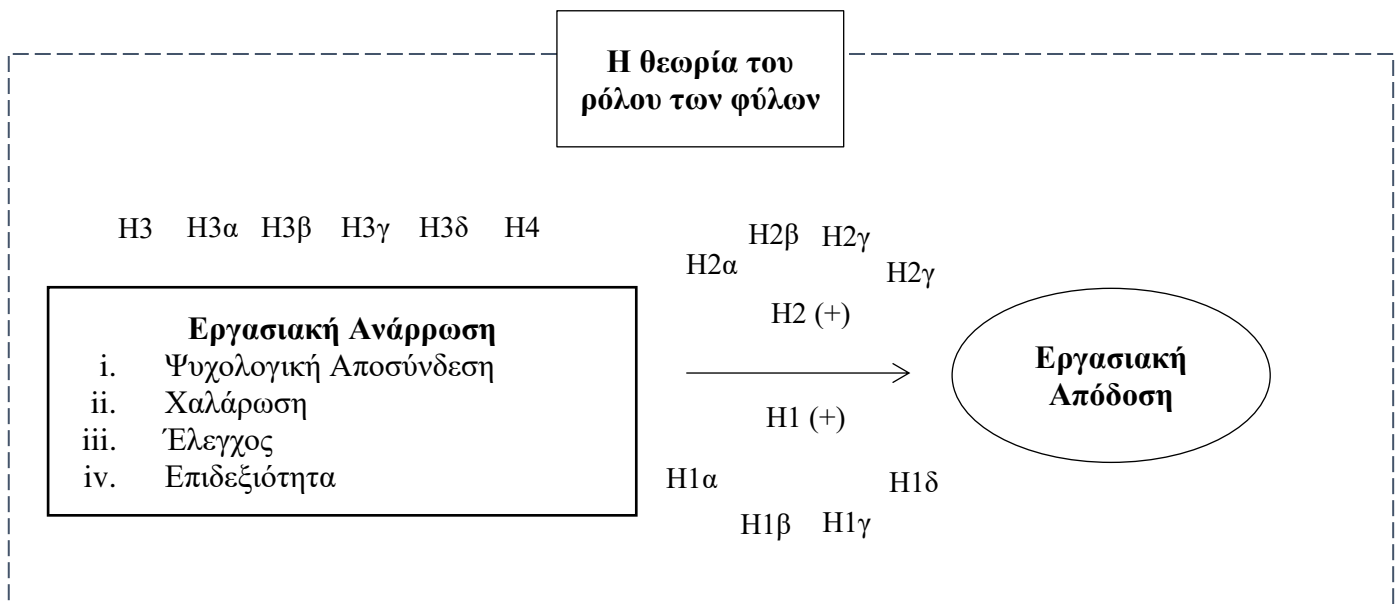 Η θεωρία του
ρόλου των φύλων
H3 H3α H3β H3γ H3δ H4
H2β H2γ
H2α H2γ
H2 (+)
Εργασιακή Ανάρρωση
i. Ψυχολογική Αποσύνδεση
ii. Χαλάρωση
iii. Έλεγχος
iv. Επιδεξιότητα
H1 (+)
H1α H1δ
H1β H1γ
Εργασιακή
Απόδοση